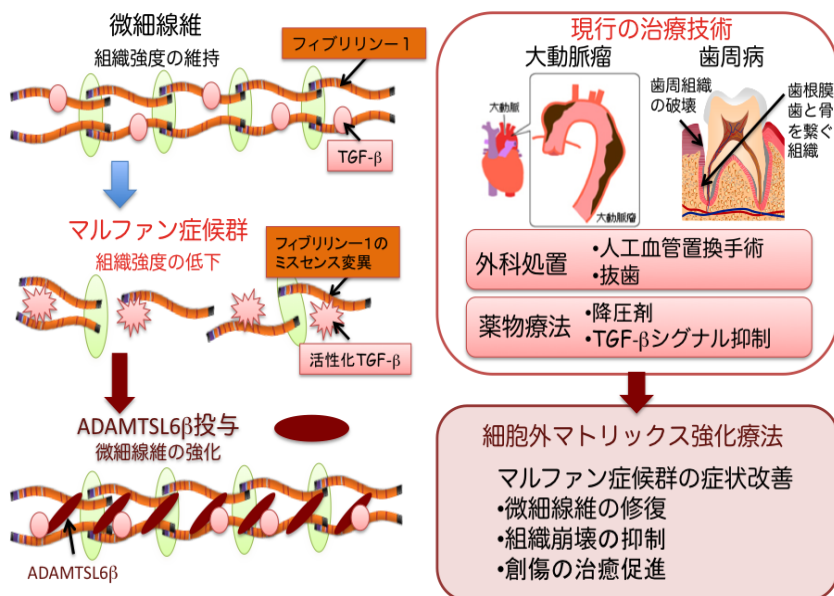 微細線維
組織強度の維持
フィブリリンー１
TGF-β
マルファン症候群
組織強度の低下
フィブリリンー1の
ミスセンス変異
活性化TGF-β
ADAMTSL6β投与
微細線維の強化
ADAMTSL6β
現行の治療技術
大動脈瘤
歯周病
大動脈
大動脈瘤
歯周組織
の破壊
歯根膜
歯と骨
を繋ぐ
組織
外科処置
•人工血管置換手術
•抜歯
薬物療法
•降圧剤
•TGF-βシグナル抑制
細胞外マトリックス強化療法
マルファン症候群の症状改善
•微細線維の修復
•組織崩壊の抑制
•創傷の治癒促進